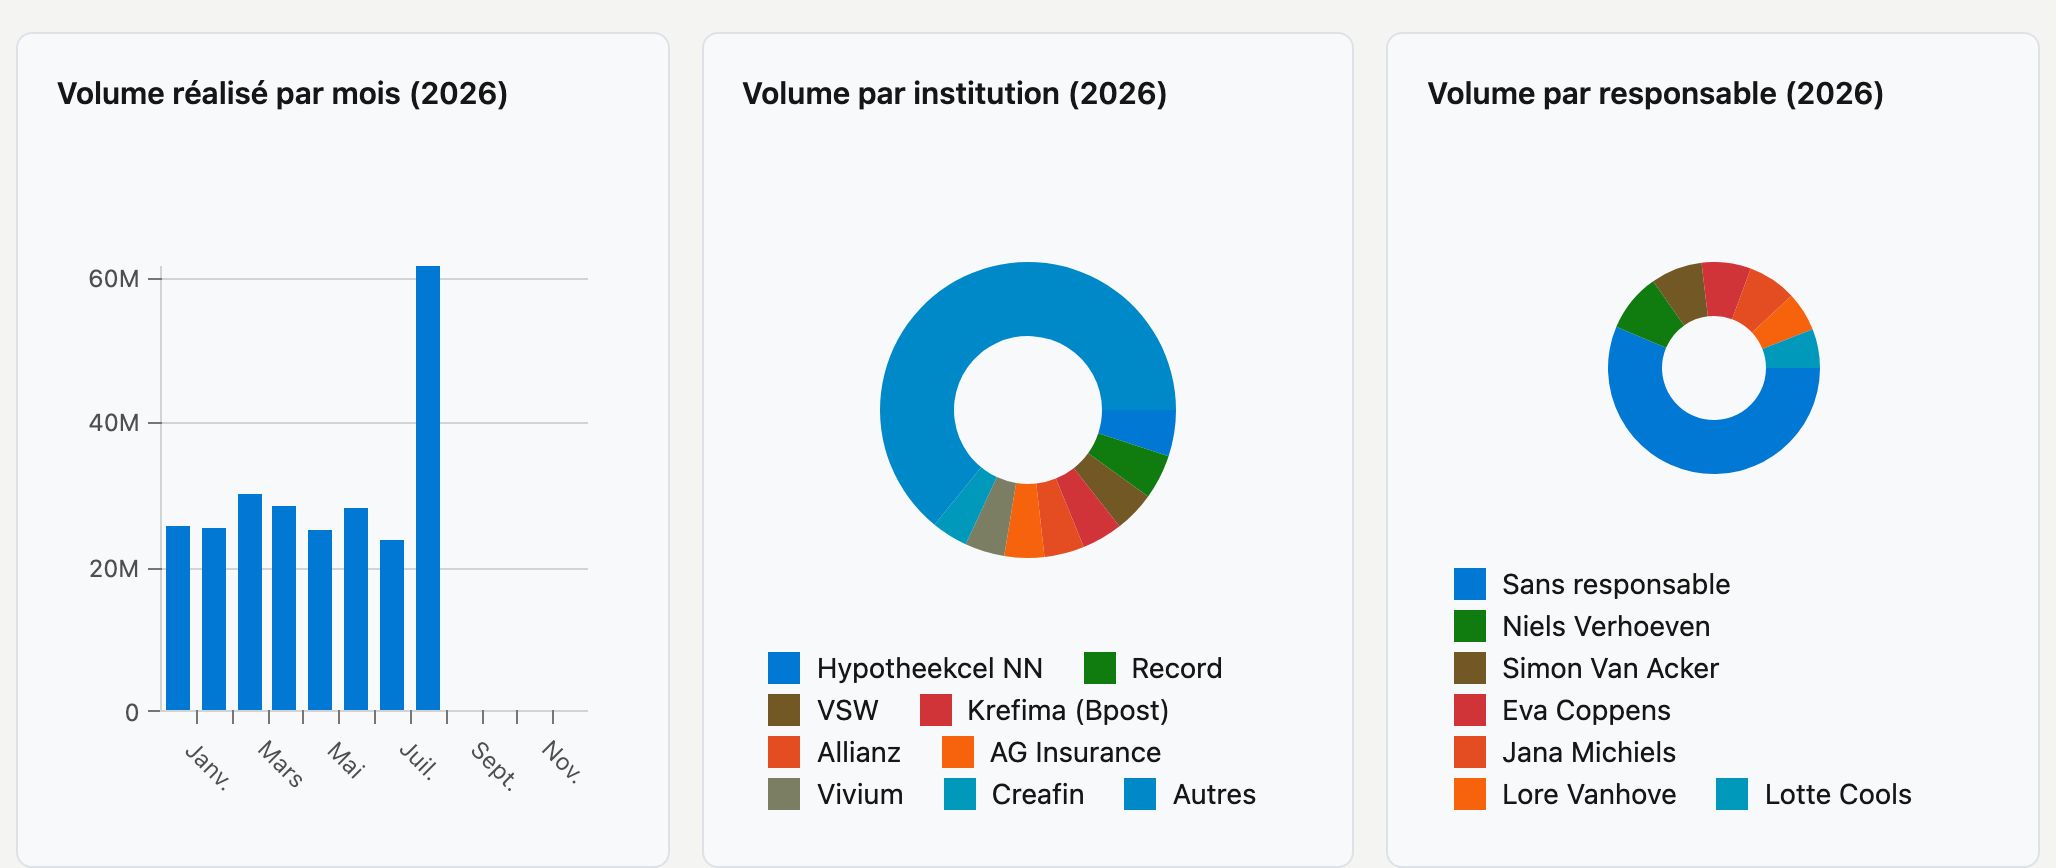 Volume réalisé par mois (2026)
60M
40M
20M
0
Janv.
Mars
Mai
Juil.
Sept.
Nov.
Volume par institution (2026)
Hypotheekcel NN
Record
VSW
Krefima (Bpost)
Allianz
AG Insurance
Vivium
Creafin
Autres
Volume par responsable (2026)
Sans responsable
Niels Verhoeven
Simon Van Acker
Eva Coppens
Jana Michiels
Lore Vanhove
Lotte Cools